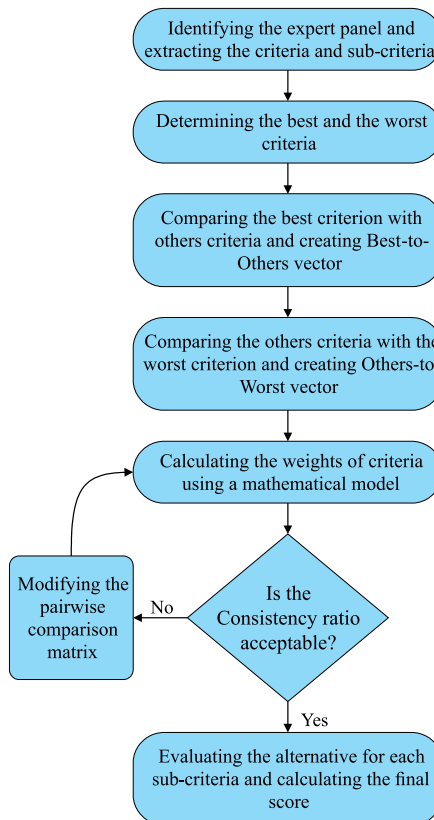 Identifying the expert panel and
extracting the criteria and sub-criteria
Determining the best and the worst
criteria
Comparing the best criterion with
others criteria and creating Best-to-
Others vector
Comparing the others criteria with the
worst criterion and creating Others-to-
Worst vector
Calculating the weights of criteria
using a mathematical model
Is the
Consistency ratio
acceptable?
No
Modifying the
pairwise
comparison
matrix
Yes
Evaluating the alternative for each
sub-criteria and calculating the final
score